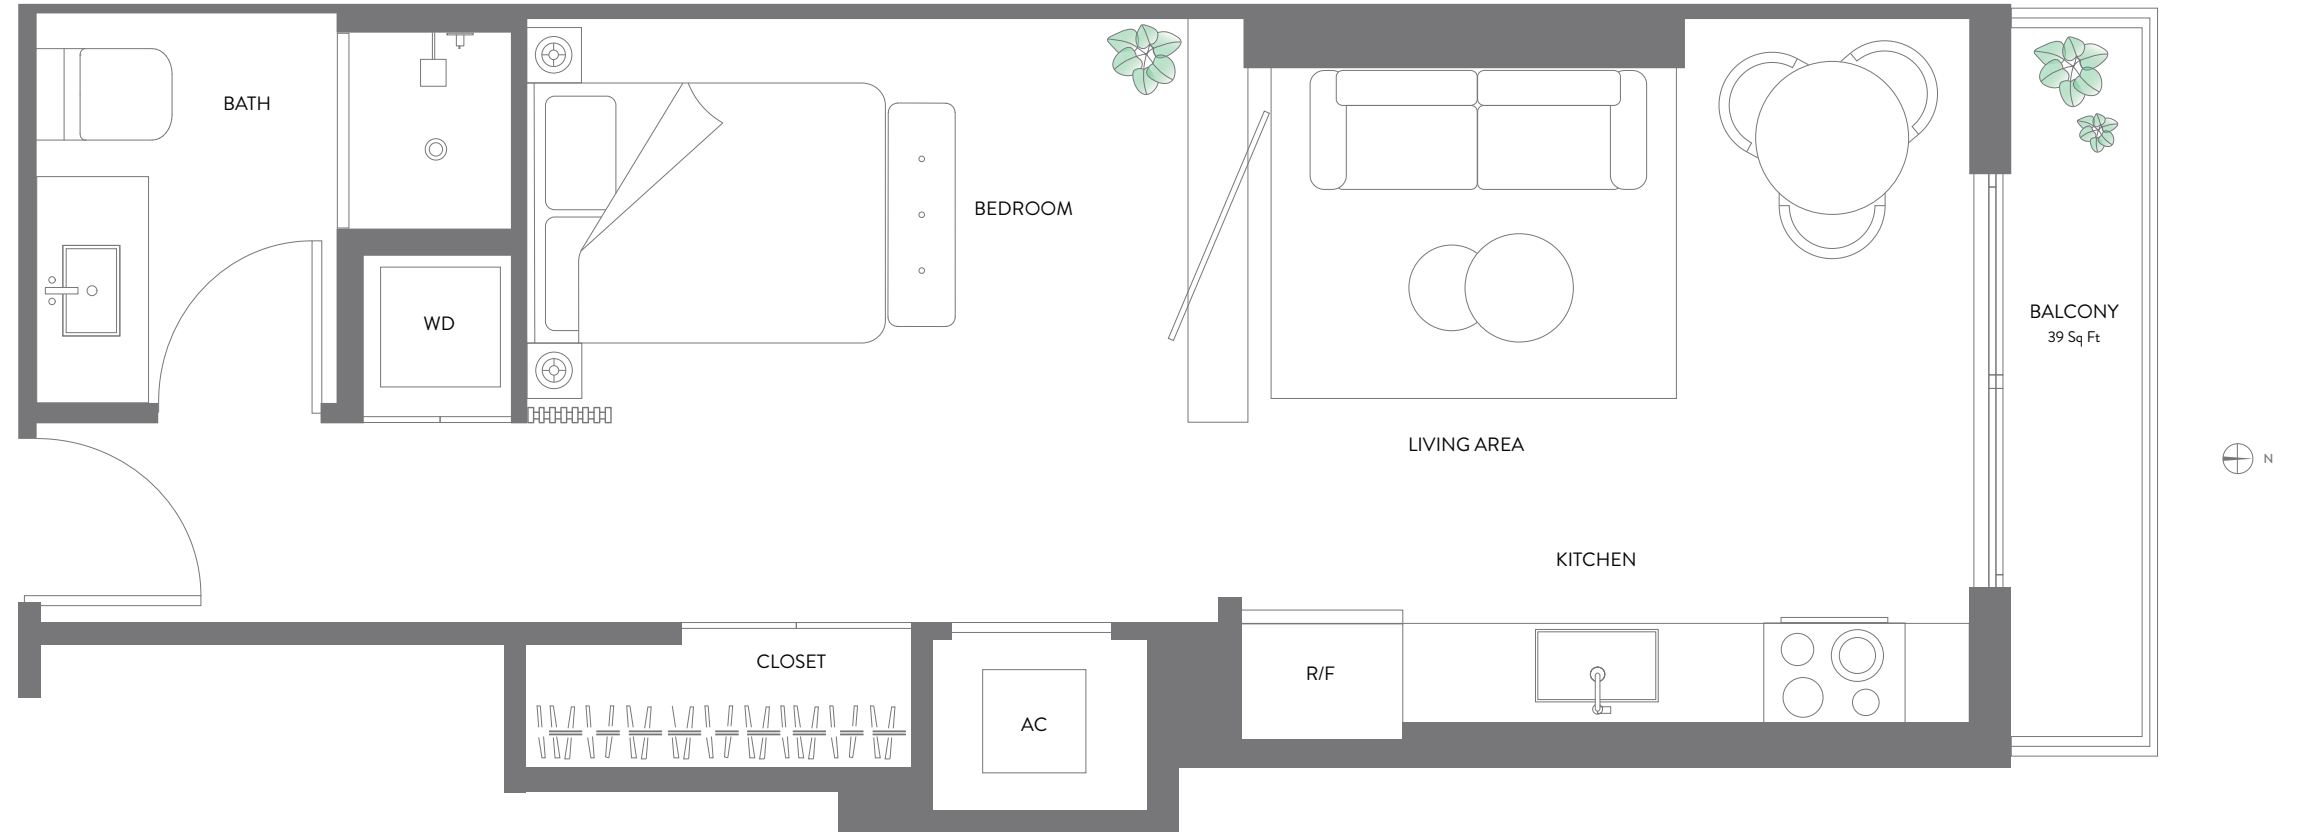 BATH
BEDROOM
WD
BALCONY
39 Sq Ft
LIVING AREA
N
KITCHEN
CLOSET
R/F
AC